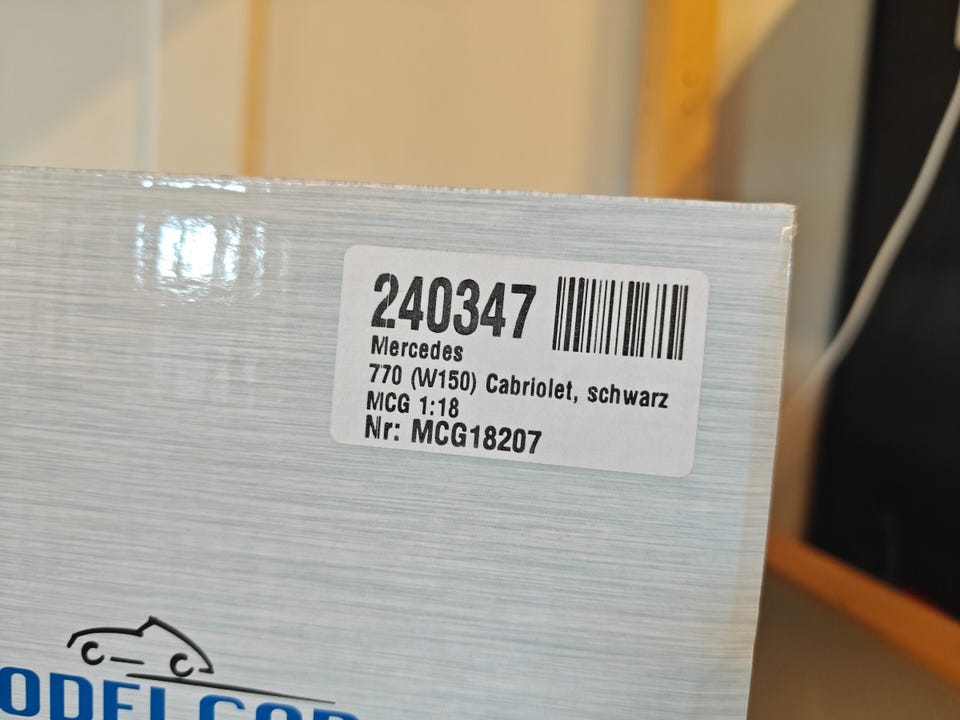 240347
Mercedes
770 (W150) Cabriolet, schwarz
MCG 1:18
Nr: MCG18207